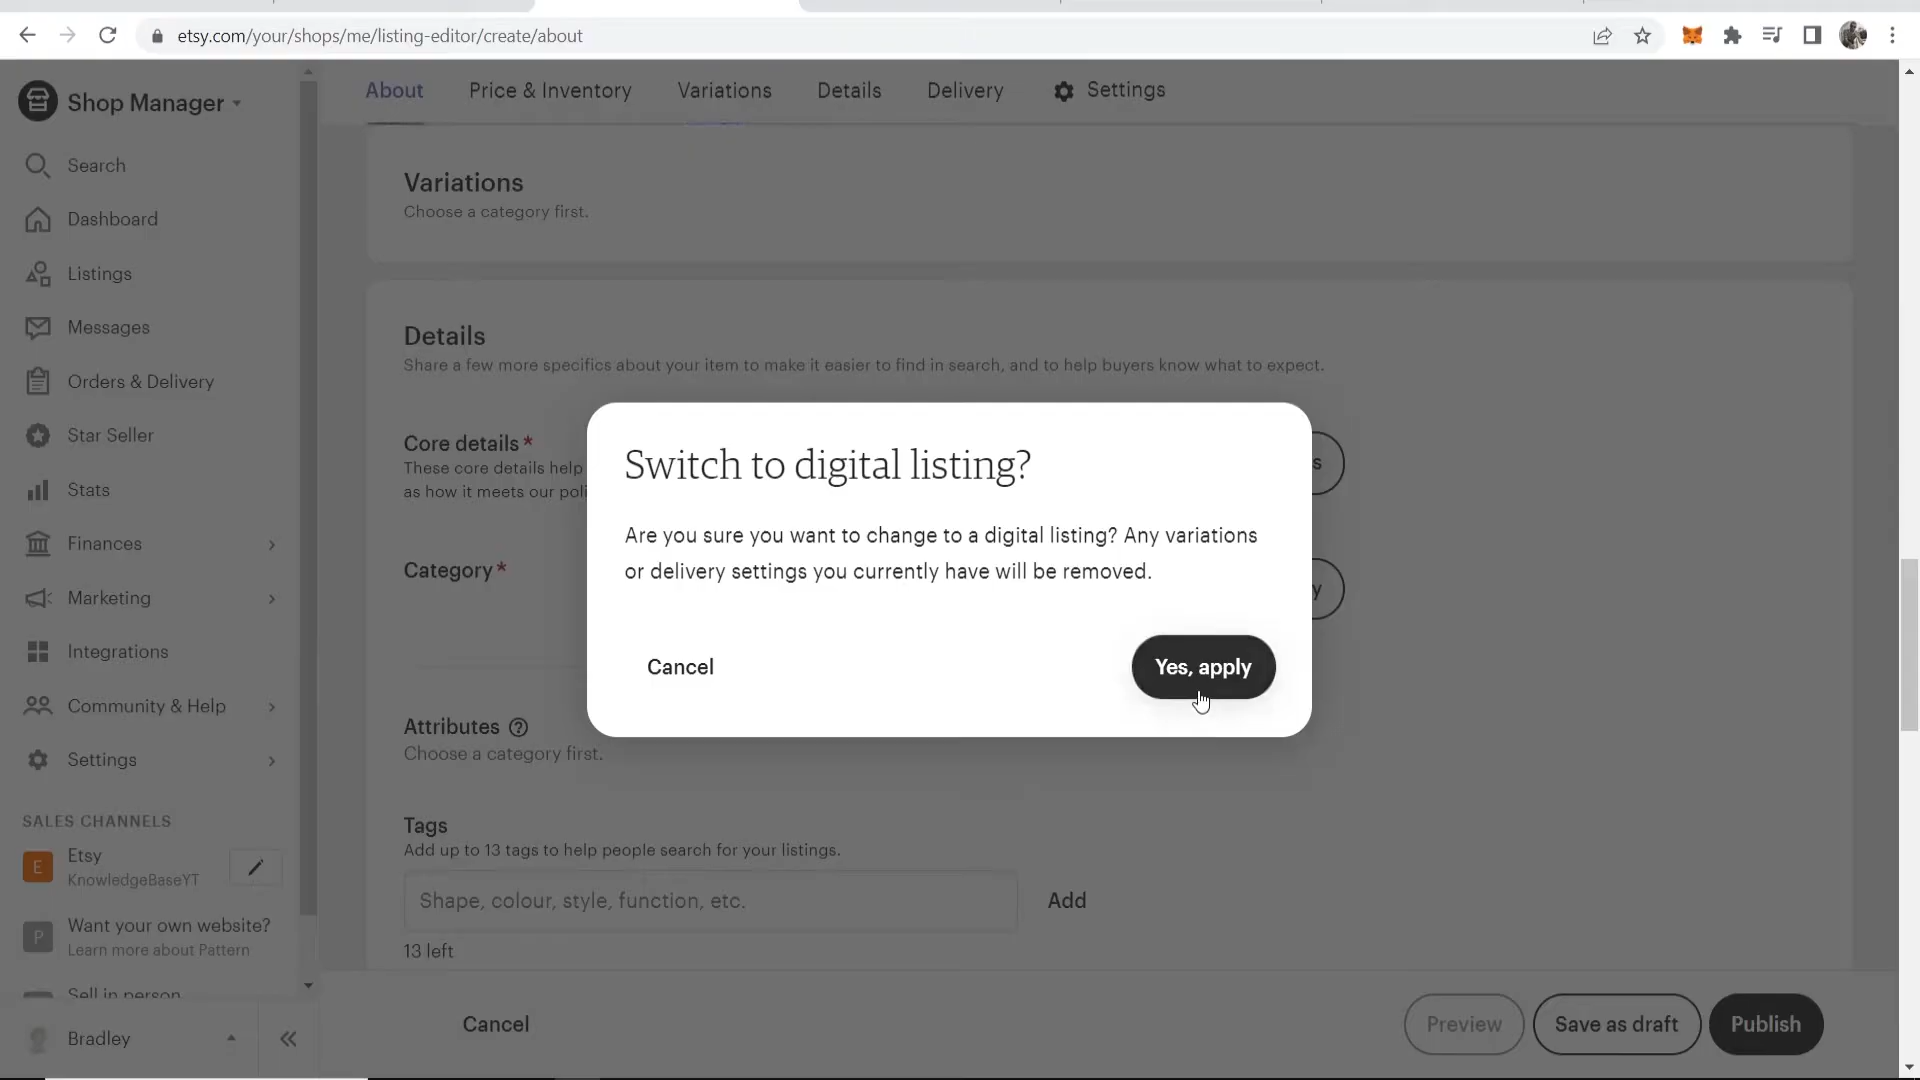 etsy.com/your/shops/me/listing-editor/create/about
Shop Manager
Search
Dashboard
Listings
Messages
Orders & Delivery
Star Seller
Stats
Finances
Marketing
Integrations
Community & Help
Settings
SALES CHANNELS
E
Etsy
KnowledgeBaseYT
P
Want your own website?
Learn more about Pattern
Sell in person
Bradley
About Price & Inventory Variations Details Delivery Settings
Variations
Choose a category first.
Details
Share a few more specifics about your item to make it easier to find in search, and to help buyers know what to expect.
Core details *
These core details help
as how it meets our poli
s
Category *
y
Switch to digital listing?
Are you sure you want to change to a digital listing? Any variations
or delivery settings you currently have will be removed.
Cancel Yes, apply
Attributes ?
Choose a category first.
Tags
Add up to 13 tags to help people search for your listings.
Shape, colour, style, function, etc. Add
13 left
Cancel Preview Save as draft Publish